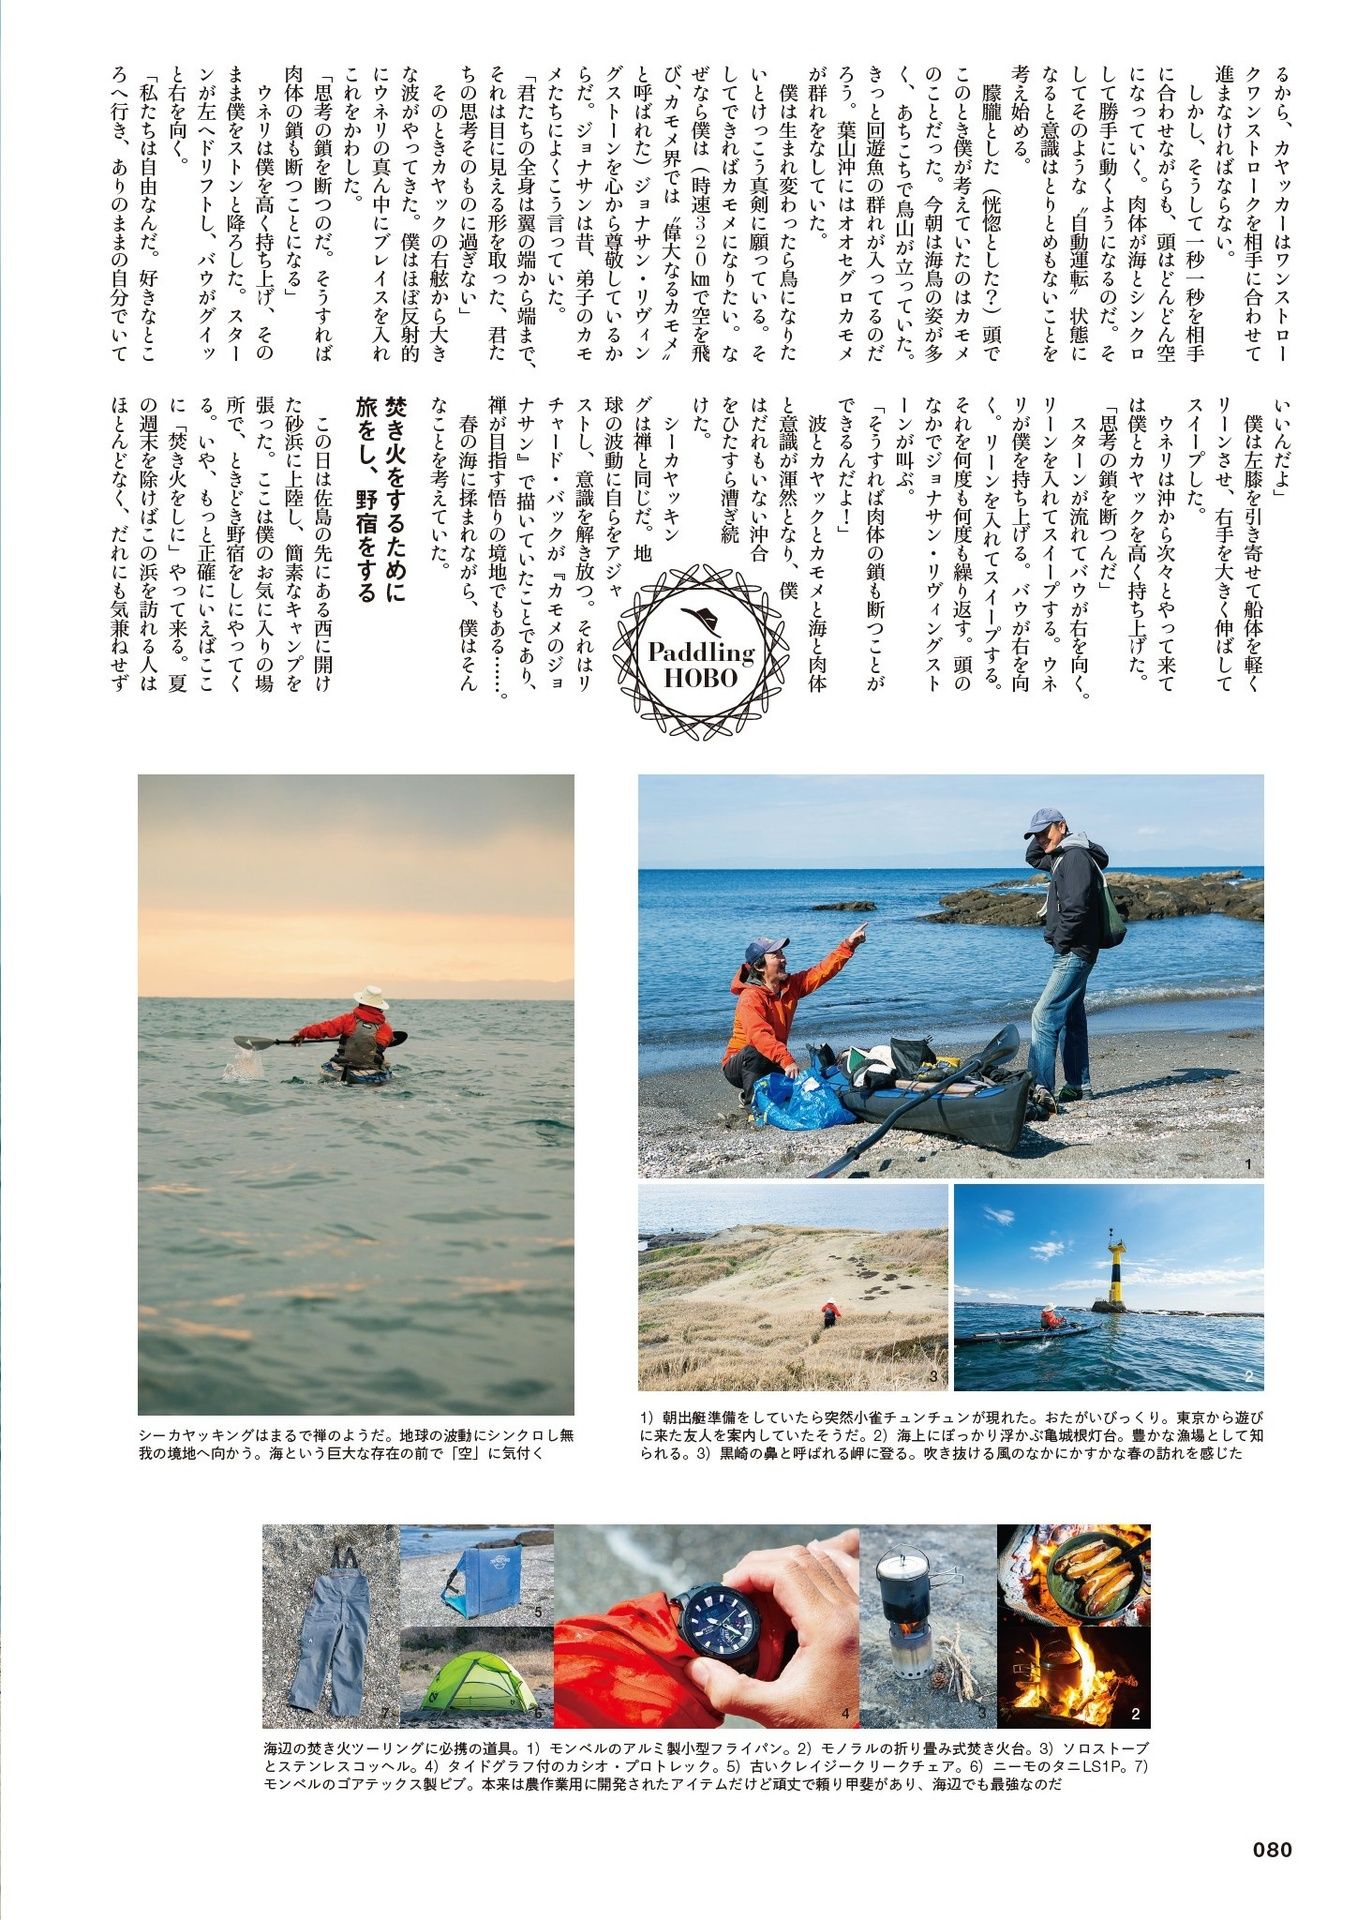 るから、カヤッカーはワンストロー
クワンストロークを相手に合わせて
進まなければならない。
しかし、そうして一秒一秒を相手
に合わせながらも、頭はどんどん空
になっていく。肉体が海とシンクロ
して勝手に動くようになるのだ。そ
してそのような〝自動運転〟状態に
なると意識はとりとめもないことを
考え始める。
朦朧とした（恍惚とした？）頭で
このとき僕が考えていたのはカモメ
のことだった。今朝は海鳥の姿が多
く、あちこちで鳥山が立っていた。
きっと回遊魚の群れが入ってるのだ
ろう。葉山沖にはオオセグロカモメ
が群れをなしていた。
僕は生まれ変わったら鳥になりた
いとけっこう真剣に願っている。そ
してできればカモメになりたい。な
ぜなら僕は（時速320㎞で空を飛
び、カモメ界では〝偉大なるカモメ〟
と呼ばれた）ジョナサン・リヴィン
グストーンを心から尊敬しているか
らだ。ジョナサンは昔、弟子のカモ
メたちによくこう言っていた。
「君たちの全身は翼の端から端まで、
それは目に見える形を取った、君た
ちの思考そのものに過ぎない」
そのときカヤックの右舷から大き
な波がやってきた。僕はほぼ反射的
にウネリの真ん中にブレイスを入れ
これをかわした。
「思考の鎖を断つのだ。そうすれば
肉体の鎖も断つことになる」
ウネリは僕を高く持ち上げ、その
まま僕をストンと降ろした。スター
ンが左へドリフトし、バウがグイッ
と右を向く。
「私たちは自由なんだ。好きなとこ
ろへ行き、ありのままの自分でいて
いいんだよ」
僕は左膝を引き寄せて船体を軽く
リーンさせ、右手を大きく伸ばして
スイープした。
ウネリは沖から次々とやって来て
は僕とカヤックを高く持ち上げた。
「思考の鎖を断つんだ」
スターンが流れてバウが右を向く。
リーンを入れてスイープする。ウネ
リが僕を持ち上げる。バウが右を向
く。リーンを入れてスイープする。
それを何度も何度も繰り返す。頭の
なかでジョナサン・リヴィングスト
ーンが叫ぶ。
「そうすれば肉体の鎖も断つことが
できるんだよ！」
波とカヤックとカモメと海と肉体
と意識が渾然となり、僕
はだれもいない沖合
をひたすら漕ぎ続
けた。
シーカヤッキン
グは禅と同じだ。地
球の波動に自らをアジャ
ストし、意識を解き放つ。それはリ
チャード・バックが『カモメのジョ
ナサン』で描いていたことであり、
禅が目指す悟りの境地でもある……。
春の海に揉まれながら、僕はそん
なことを考えていた。
焚き火をするために
旅をし、野宿をする
この日は佐島の先にある西に開け
た砂浜に上陸し、簡素なキャンプを
張った。ここは僕のお気に入りの場
所で、ときどき野宿をしにやってく
る。いや、もっと正確にいえばここ
に「焚き火をしに」やって来る。夏
の週末を除けばこの浜を訪れる人は
ほとんどなく、だれにも気兼ねせず
Paddling
HOBO
1
3
2
シーカヤッキングはまるで禅のようだ。地球の波動にシンクロし無
我の境地へ向かう。海という巨大な存在の前で「空」に気付く
1）朝出艇準備をしていたら突然小雀チュンチュンが現れた。おたがいびっくり。東京から遊び
に来た友人を案内していたそうだ。2）海上にぽっかり浮かぶ亀城根灯台。豊かな漁場として知
られる。3）黒崎の鼻と呼ばれる岬に登る。吹き抜ける風のなかにかすかな春の訪れを感じた
7
5
6
4
3
2
海辺の焚き火ツーリングに必携の道具。1）モンベルのアルミ製小型フライパン。2）モノラルの折り畳み式焚き火台。3）ソロストーブ
とステンレスコッヘル。4）タイドグラフ付のカシオ・プロトレック。5）古いクレイジークリークチェア。6）ニーモのタニLS1P。7）
モンベルのゴアテックス製ビブ。本来は農作業用に開発されたアイテムだけど頑丈で頼り甲斐があり、海辺でも最強なのだ
080